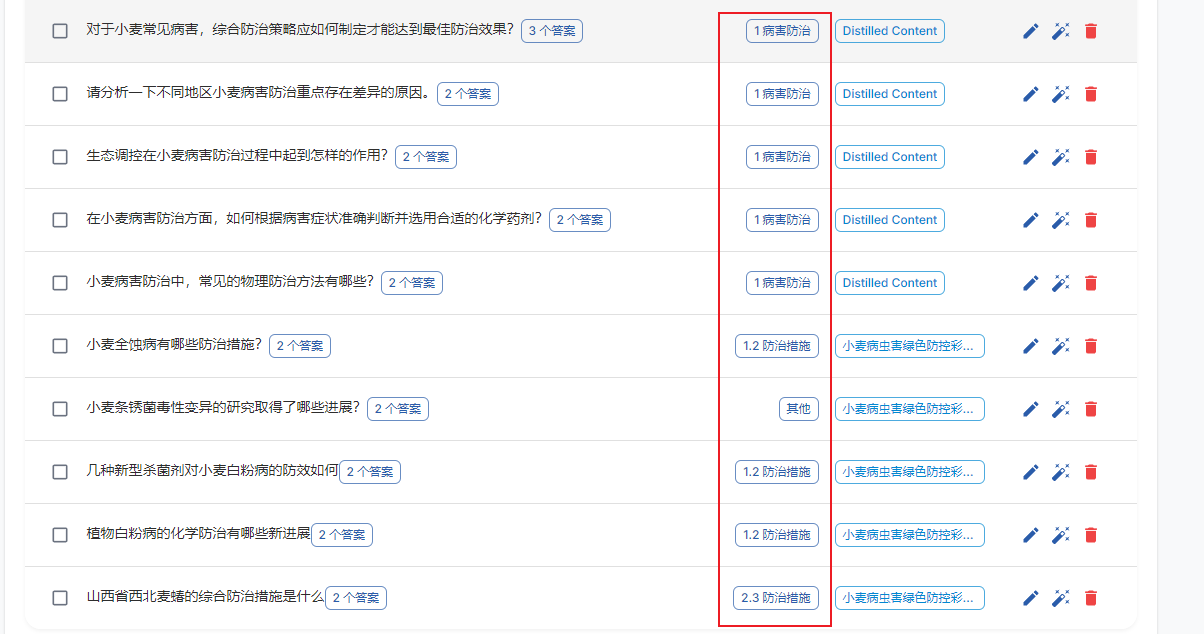 对于小麦常见病害，综合防治策略应如何制定才能达到最佳防治效果？ 3 个答案 1 病害防治 Distilled Content
请分析一下不同地区小麦病害防治重点存在差异的原因。 2 个答案 1 病害防治 Distilled Content
生态调控在小麦病害防治过程中起到怎样的作用？ 2 个答案 1 病害防治 Distilled Content
在小麦病害防治方面，如何根据病害症状准确判断并选用合适的化学药剂？ 2 个答案 1 病害防治 Distilled Content
小麦病害防治中，常见的物理防治方法有哪些？ 2 个答案 1 病害防治 Distilled Content
小麦全蚀病有哪些防治措施？ 2 个答案 1.2 防治措施 小麦病虫害绿色防控彩...
小麦条锈菌毒性变异的研究取得了哪些进展？ 2 个答案 其他 小麦病虫害绿色防控彩...
几种新型杀菌剂对小麦白粉病的防效如何 2 个答案 1.2 防治措施 小麦病虫害绿色防控彩...
植物白粉病的化学防治有哪些新进展 2 个答案 1.2 防治措施 小麦病虫害绿色防控彩...
山西省西北麦蝽的综合防治措施是什么 2 个答案 2.3 防治措施 小麦病虫害绿色防控彩...